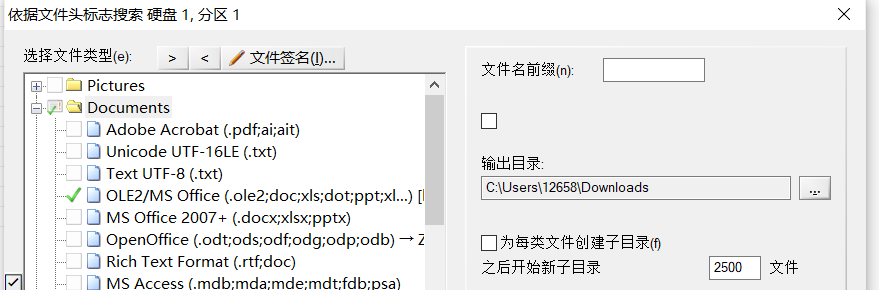 依据文件头标志搜索 硬盘 1, 分区 1
选择文件类型(e):
>
<
文件签名(I)...
Pictures
Documents
Adobe Acrobat (.pdf;ai;ait)
Unicode UTF-16LE (.txt)
Text UTF-8 (.txt)
OLE2/MS Office (.ole2;doc;xls;dot;ppt;xl...) [
MS Office 2007+ (.docx;xlsx;pptx)
OpenOffice (.odt;ods;odf;odg;odp;odb) → Z
Rich Text Format (.rtf;doc)
MS Access (.mdb;mda;mde;mdt;fdb;psa)
文件名前缀(n):
输出目录:
C:\Users\12658\Downloads
...
为每类文件创建子目录(f)
之后开始新子目录 2500 文件